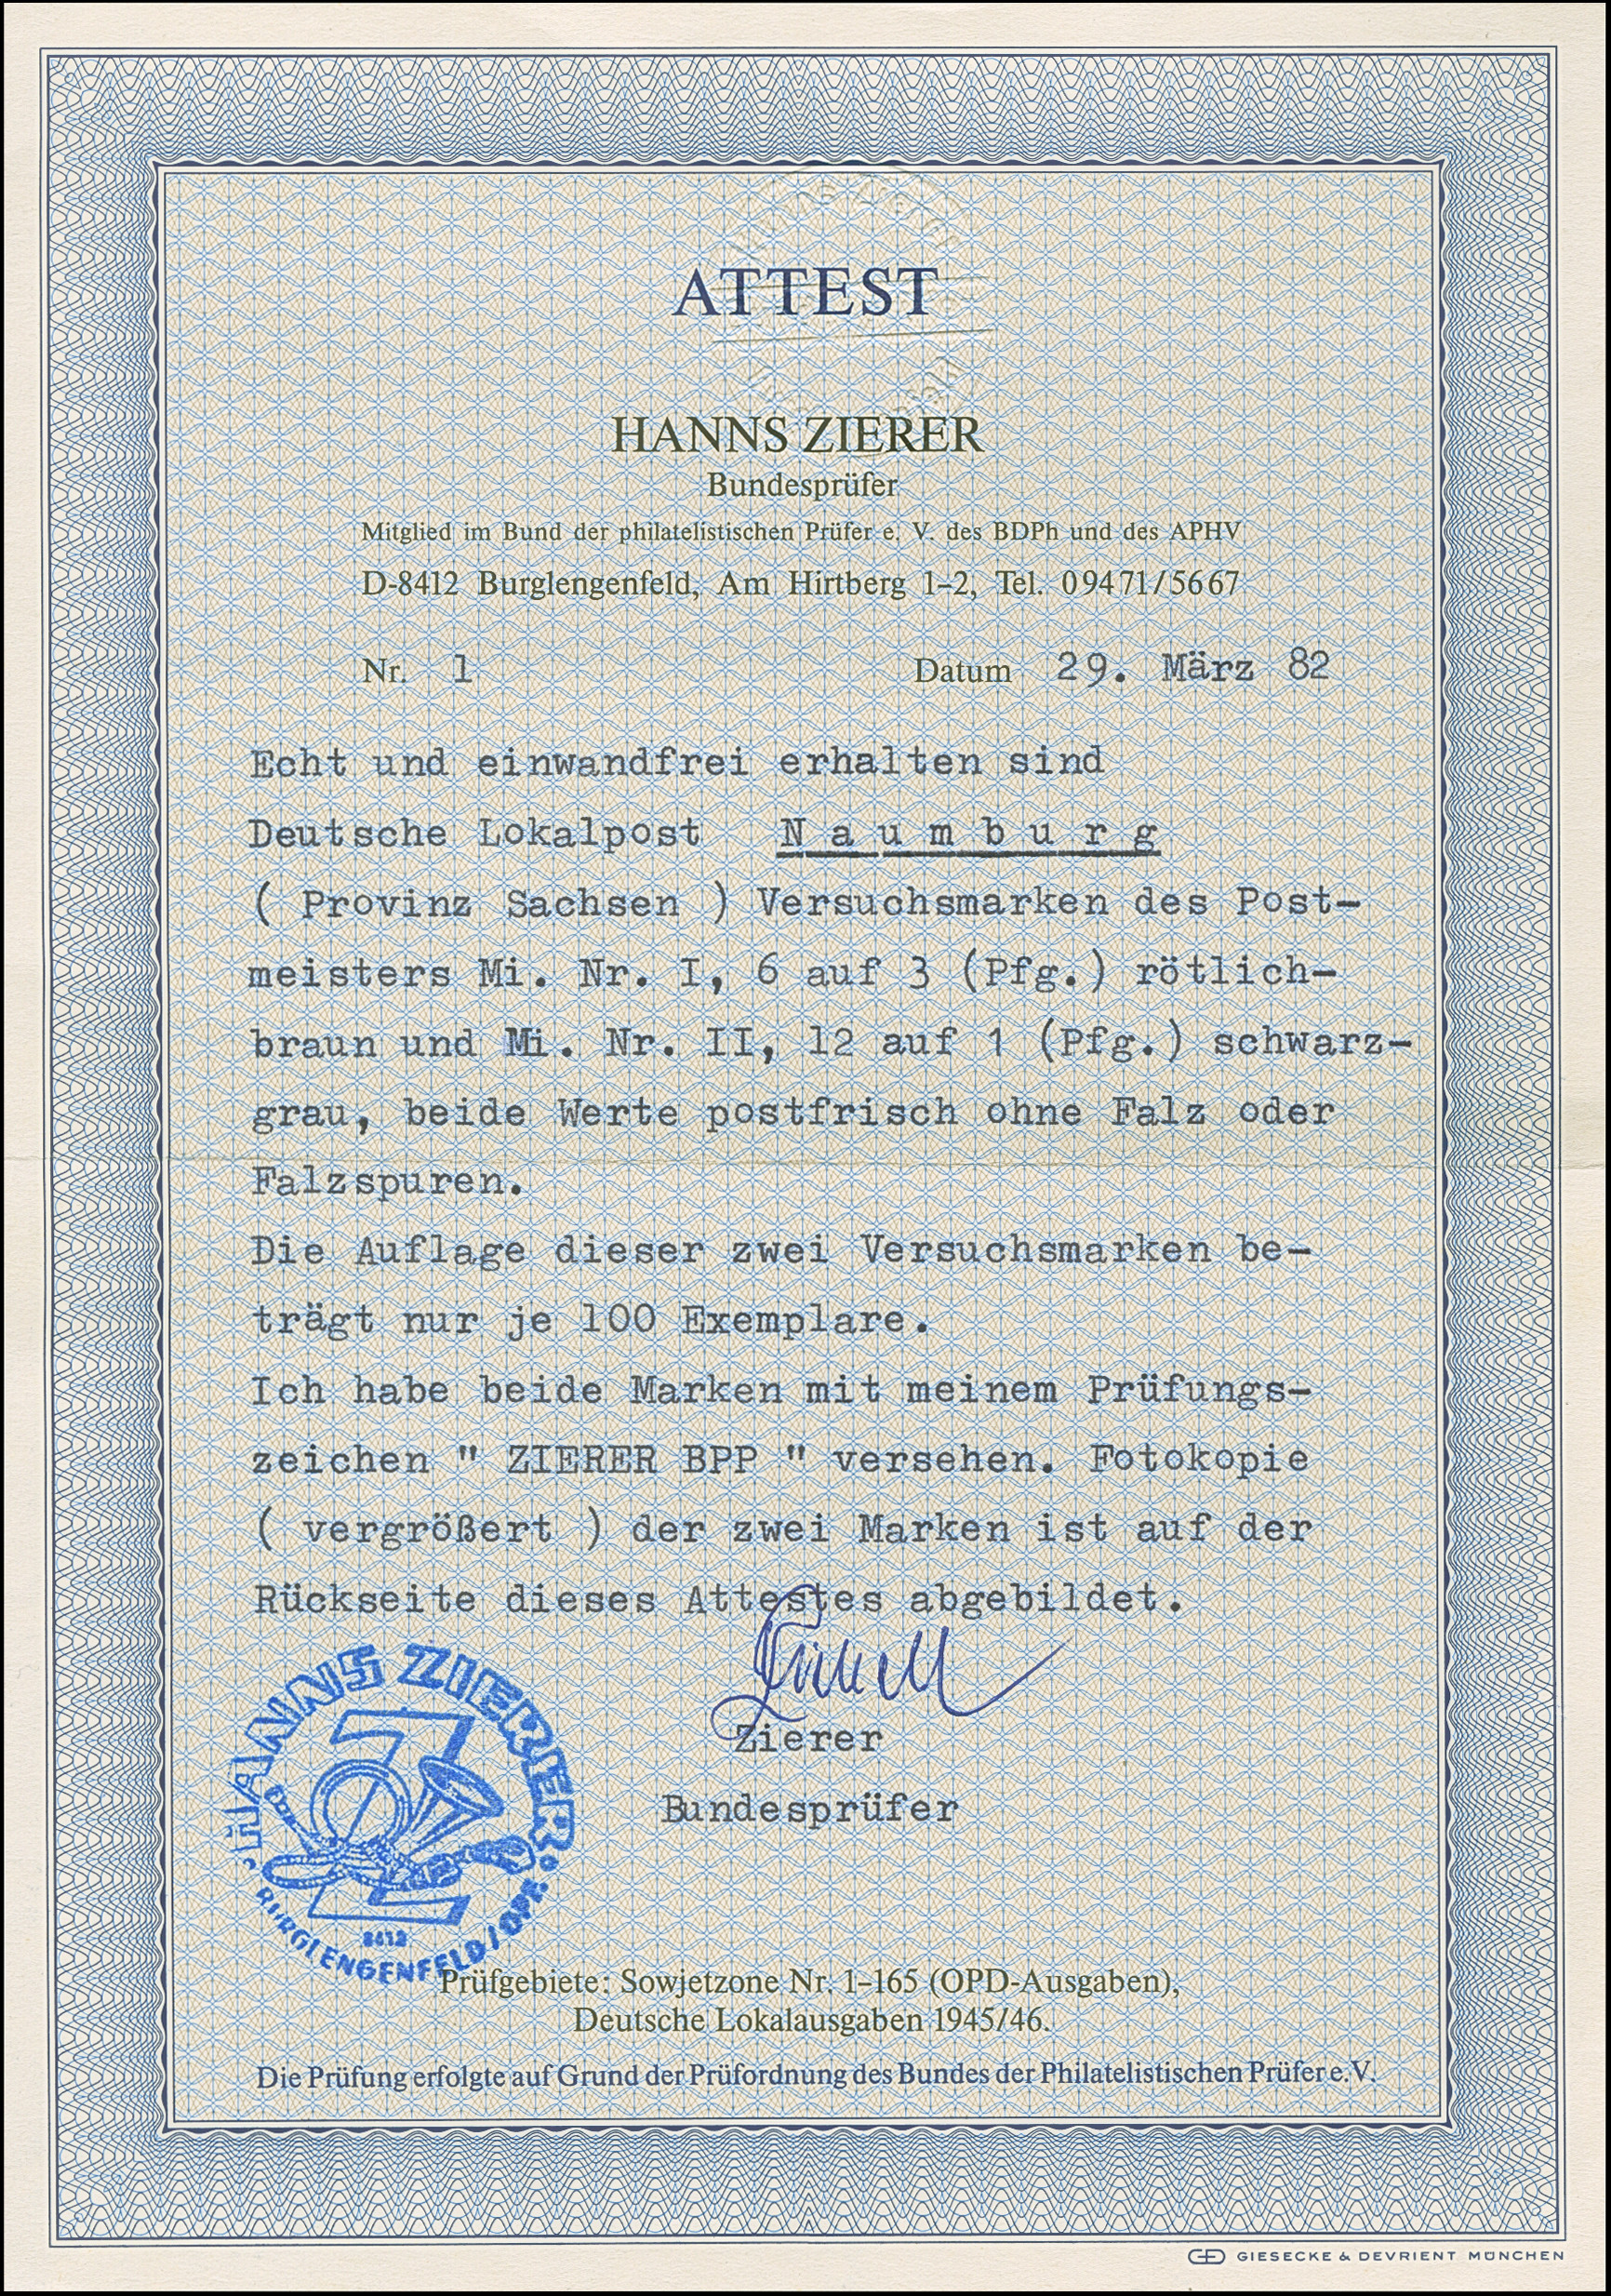 ATTEST
HANNS ZIERER
Bundesprüfer
Mitglied im Bund der philatelistischen Prüfer e. V. des BDPh und des APHV
D-8412 Burglengenfeld, Am Hirtberg 1–2, Tel. 09471/5667
Nr. 1 Datum 29. März 82
Echt und einwandfrei erhalten sind
Deutsche Lokalpost N a u m b u r g
( Provinz Sachsen ) Versuchsmarken des Post-
meisters Mi. Nr. I, 6 auf 3 (Pfg.) rötlich-
braun und Mi. Nr. II, 12 auf 1 (Pfg.) schwarz-
grau, beide Werte postfrisch ohne Falz oder
Falzspuren.
Die Auflage dieser zwei Versuchsmarken be-
trägt nur je 100 Exemplare.
Ich habe beide Marken mit meinem Prüfungs-
zeichen " ZIERER BPP " versehen. Fotokopie
( vergrößert ) der zwei Marken ist auf der
Rückseite dieses Attestes abgebildet.
Zierer
Bundesprüfer
HANNS ZIERER
Z
8412
BURGLENGENFELD/OPF.
Prüfgebiete: Sowjetzone Nr. 1–165 (OPD-Ausgaben),
Deutsche Lokalausgaben 1945/46.
Die Prüfung erfolgte auf Grund der Prüfordnung des Bundes der Philatelistischen Prüfer e.V.
GIESECKE & DEVRIENT MÜNCHEN